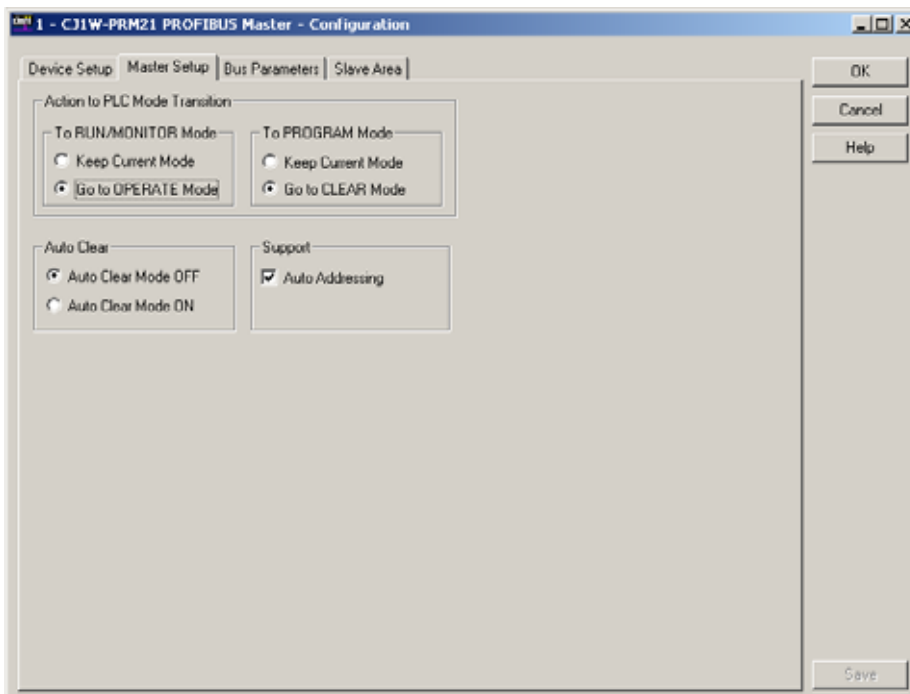 1 - CJ1W-PRM21 PROFIBUS Master - Configuration
Device Setup Master Setup Bus Parameters Slave Area
OK
Cancel
Help
Action to PLC Mode Transition
To RUN/MONITOR Mode
Keep Current Mode
Go to OPERATE Mode
To PROGRAM Mode
Keep Current Mode
Go to CLEAR Mode
Auto Clear
Auto Clear Mode OFF
Auto Clear Mode ON
Support
Auto Addressing
Save